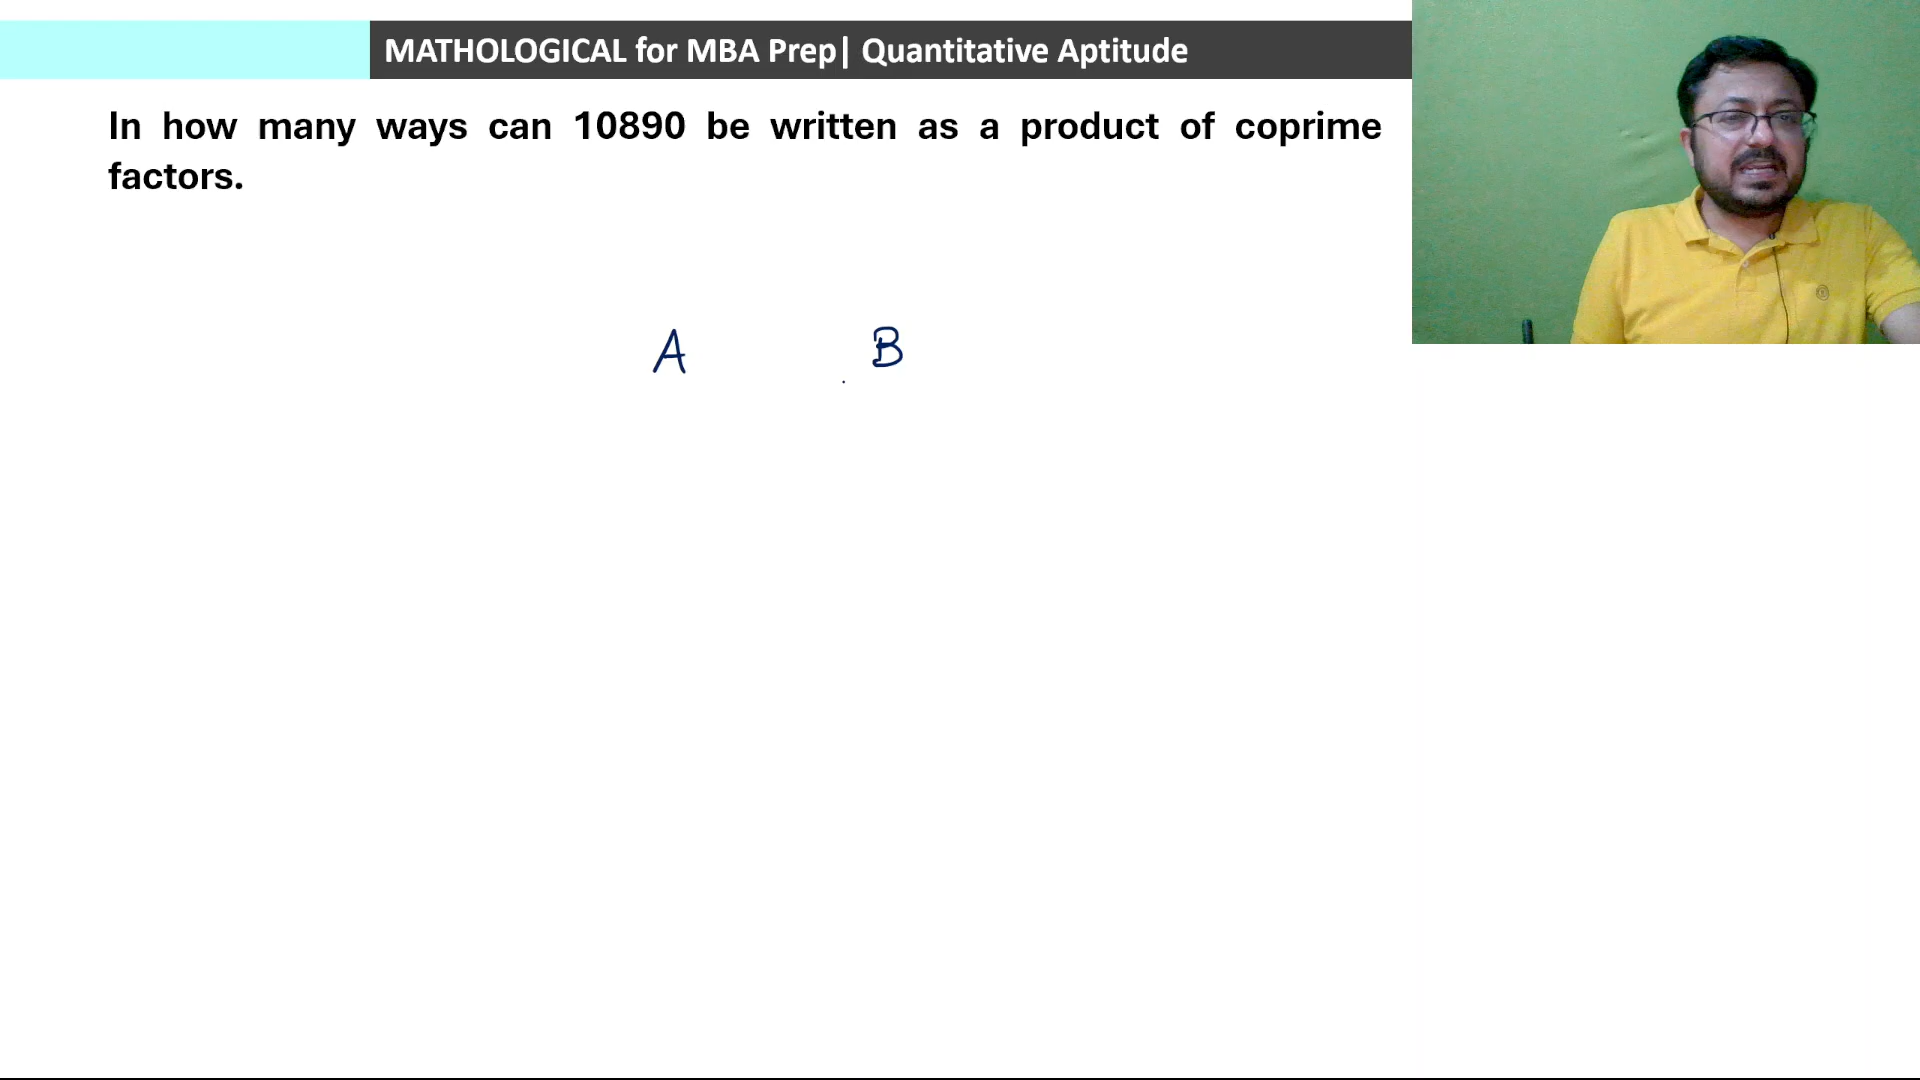 MATHOLOGICAL for MBA Prep| Quantitative Aptitude
In how many ways can 10890 be written as a product of coprime
factors.
A B